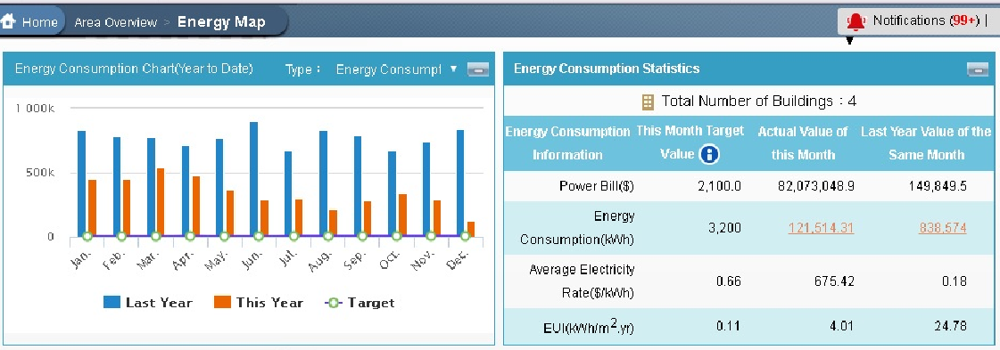 Home Area Overview > Energy Map
Notifications (99+) |
Energy Consumption Chart(Year to Date) Type : Energy Consumpt
1 000k
500k
0
Jan. Feb. Mar. Apr. May. Jun. Jul. Aug. Sep. Oct. Nov. Dec.
Last Year This Year Target
Energy Consumption Statistics
Total Number of Buildings : 4
Energy Consumption Information This Month Target Value Actual Value of this Month Last Year Value of the Same Month
Power Bill($) 2,100.0 82,073,048.9 149,849.5
Energy Consumption(kWh) 3,200 121,514.31 838,574
Average Electricity Rate($/kWh) 0.66 675.42 0.18
EUI(kWh/m².yr) 0.11 4.01 24.78